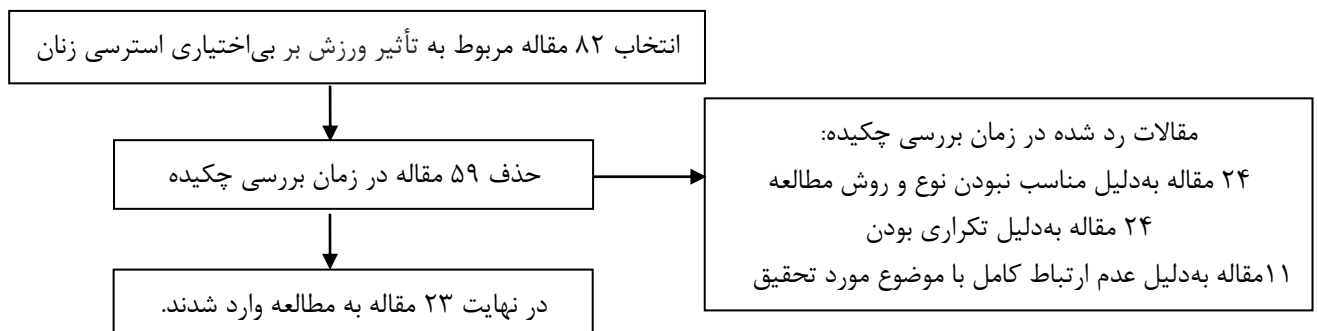 انتخاب ۸۲ مقاله مربوط به تأثیر ورزش بر بی‌اختیاری استرسی زنان
حذف ۵۹ مقاله در زمان بررسی چکیده
مقالات رد شده در زمان بررسی چکیده:
۲۴ مقاله به‌دلیل مناسب نبودن نوع و روش مطالعه
۲۴ مقاله به‌دلیل تکراری بودن
۱۱مقاله به‌دلیل عدم ارتباط کامل با موضوع مورد تحقیق
در نهایت ۲۳ مقاله به مطالعه وارد شدند.